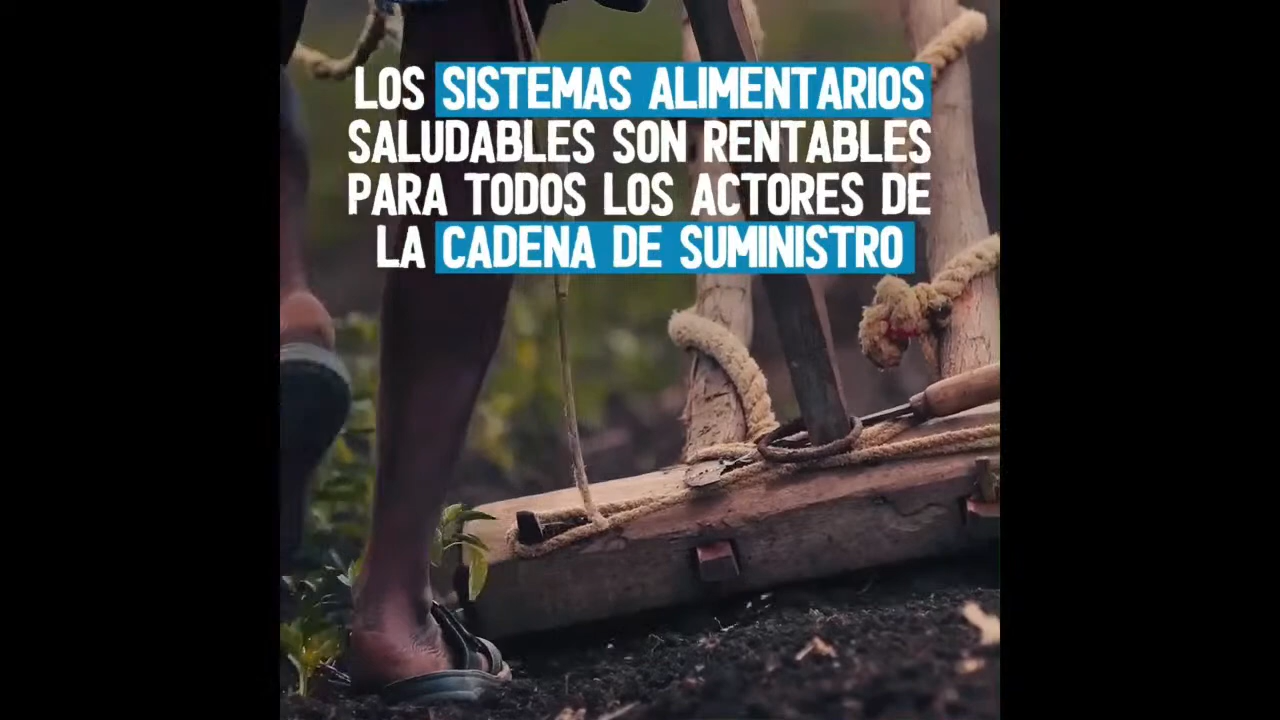 LOS SISTEMAS ALIMENTARIOS
SALUDABLES SON RENTABLES
PARA TODOS LOS ACTORES DE
LA CADENA DE SUMINISTRO